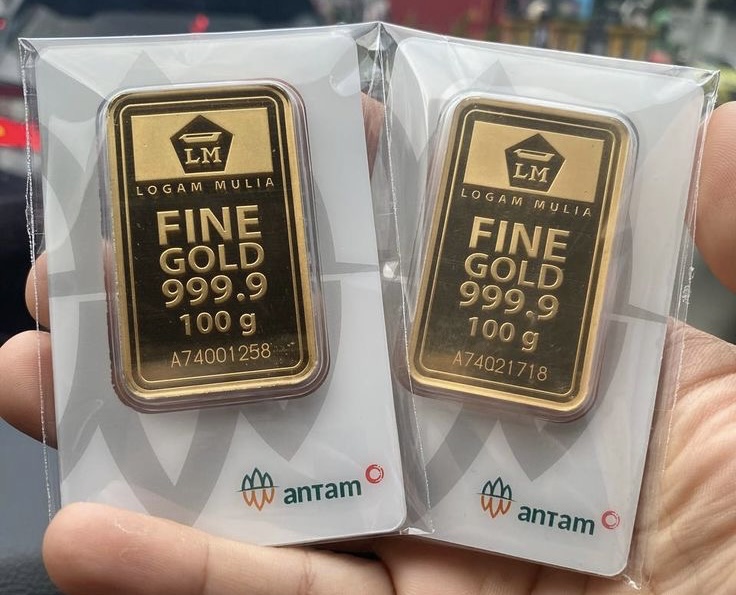 LM
LOGAM MULIA
FINE
GOLD
999.9
100 g
A74001258
antam
LM
LOGAM MULIA
FINE
GOLD
999.9
100 g
A74021718
antam